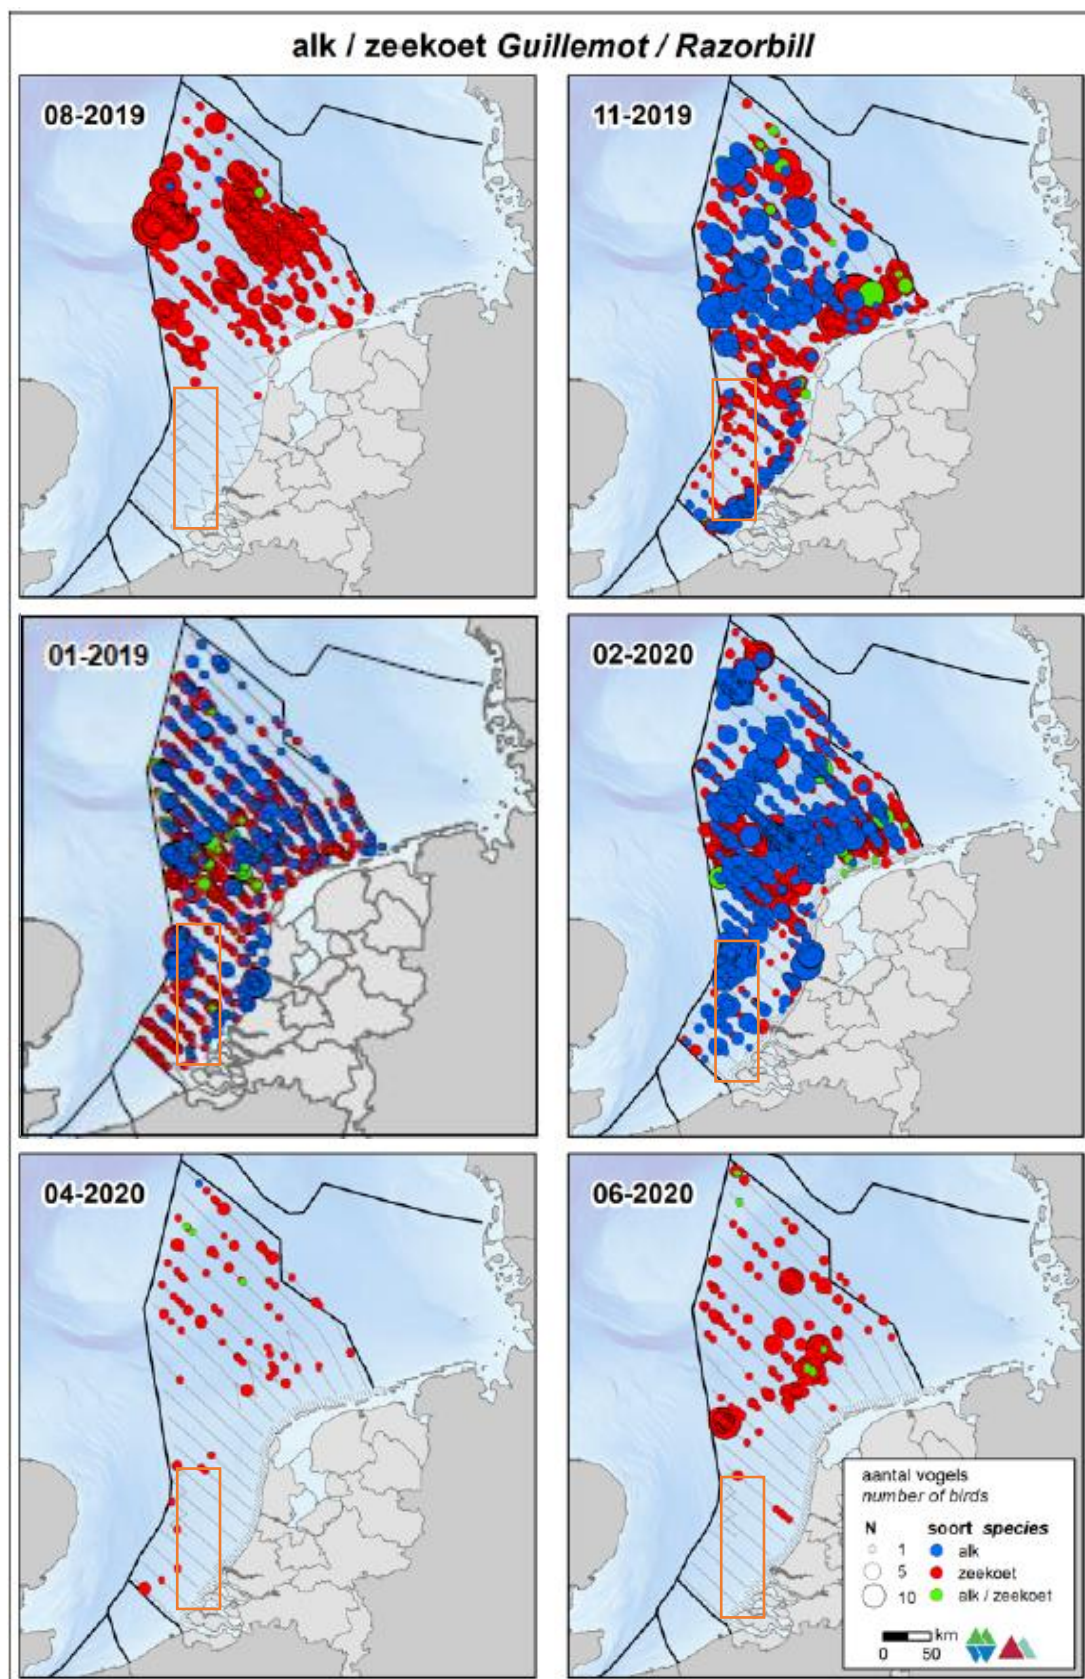 alk / zeekoet Guillemot / Razorbill
08-2019
11-2019
01-2019
02-2020
04-2020
06-2020
aantal vogels
number of birds
N soort species
1 alk
5 zeekoet
10 alk / zeekoet
km
0 50